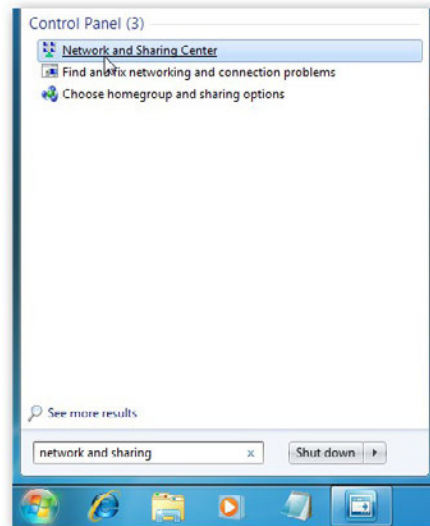 Control Panel (3)
Network and Sharing Center
Find and fix networking and connection problems
Choose homegroup and sharing options
See more results
network and sharing x Shut down